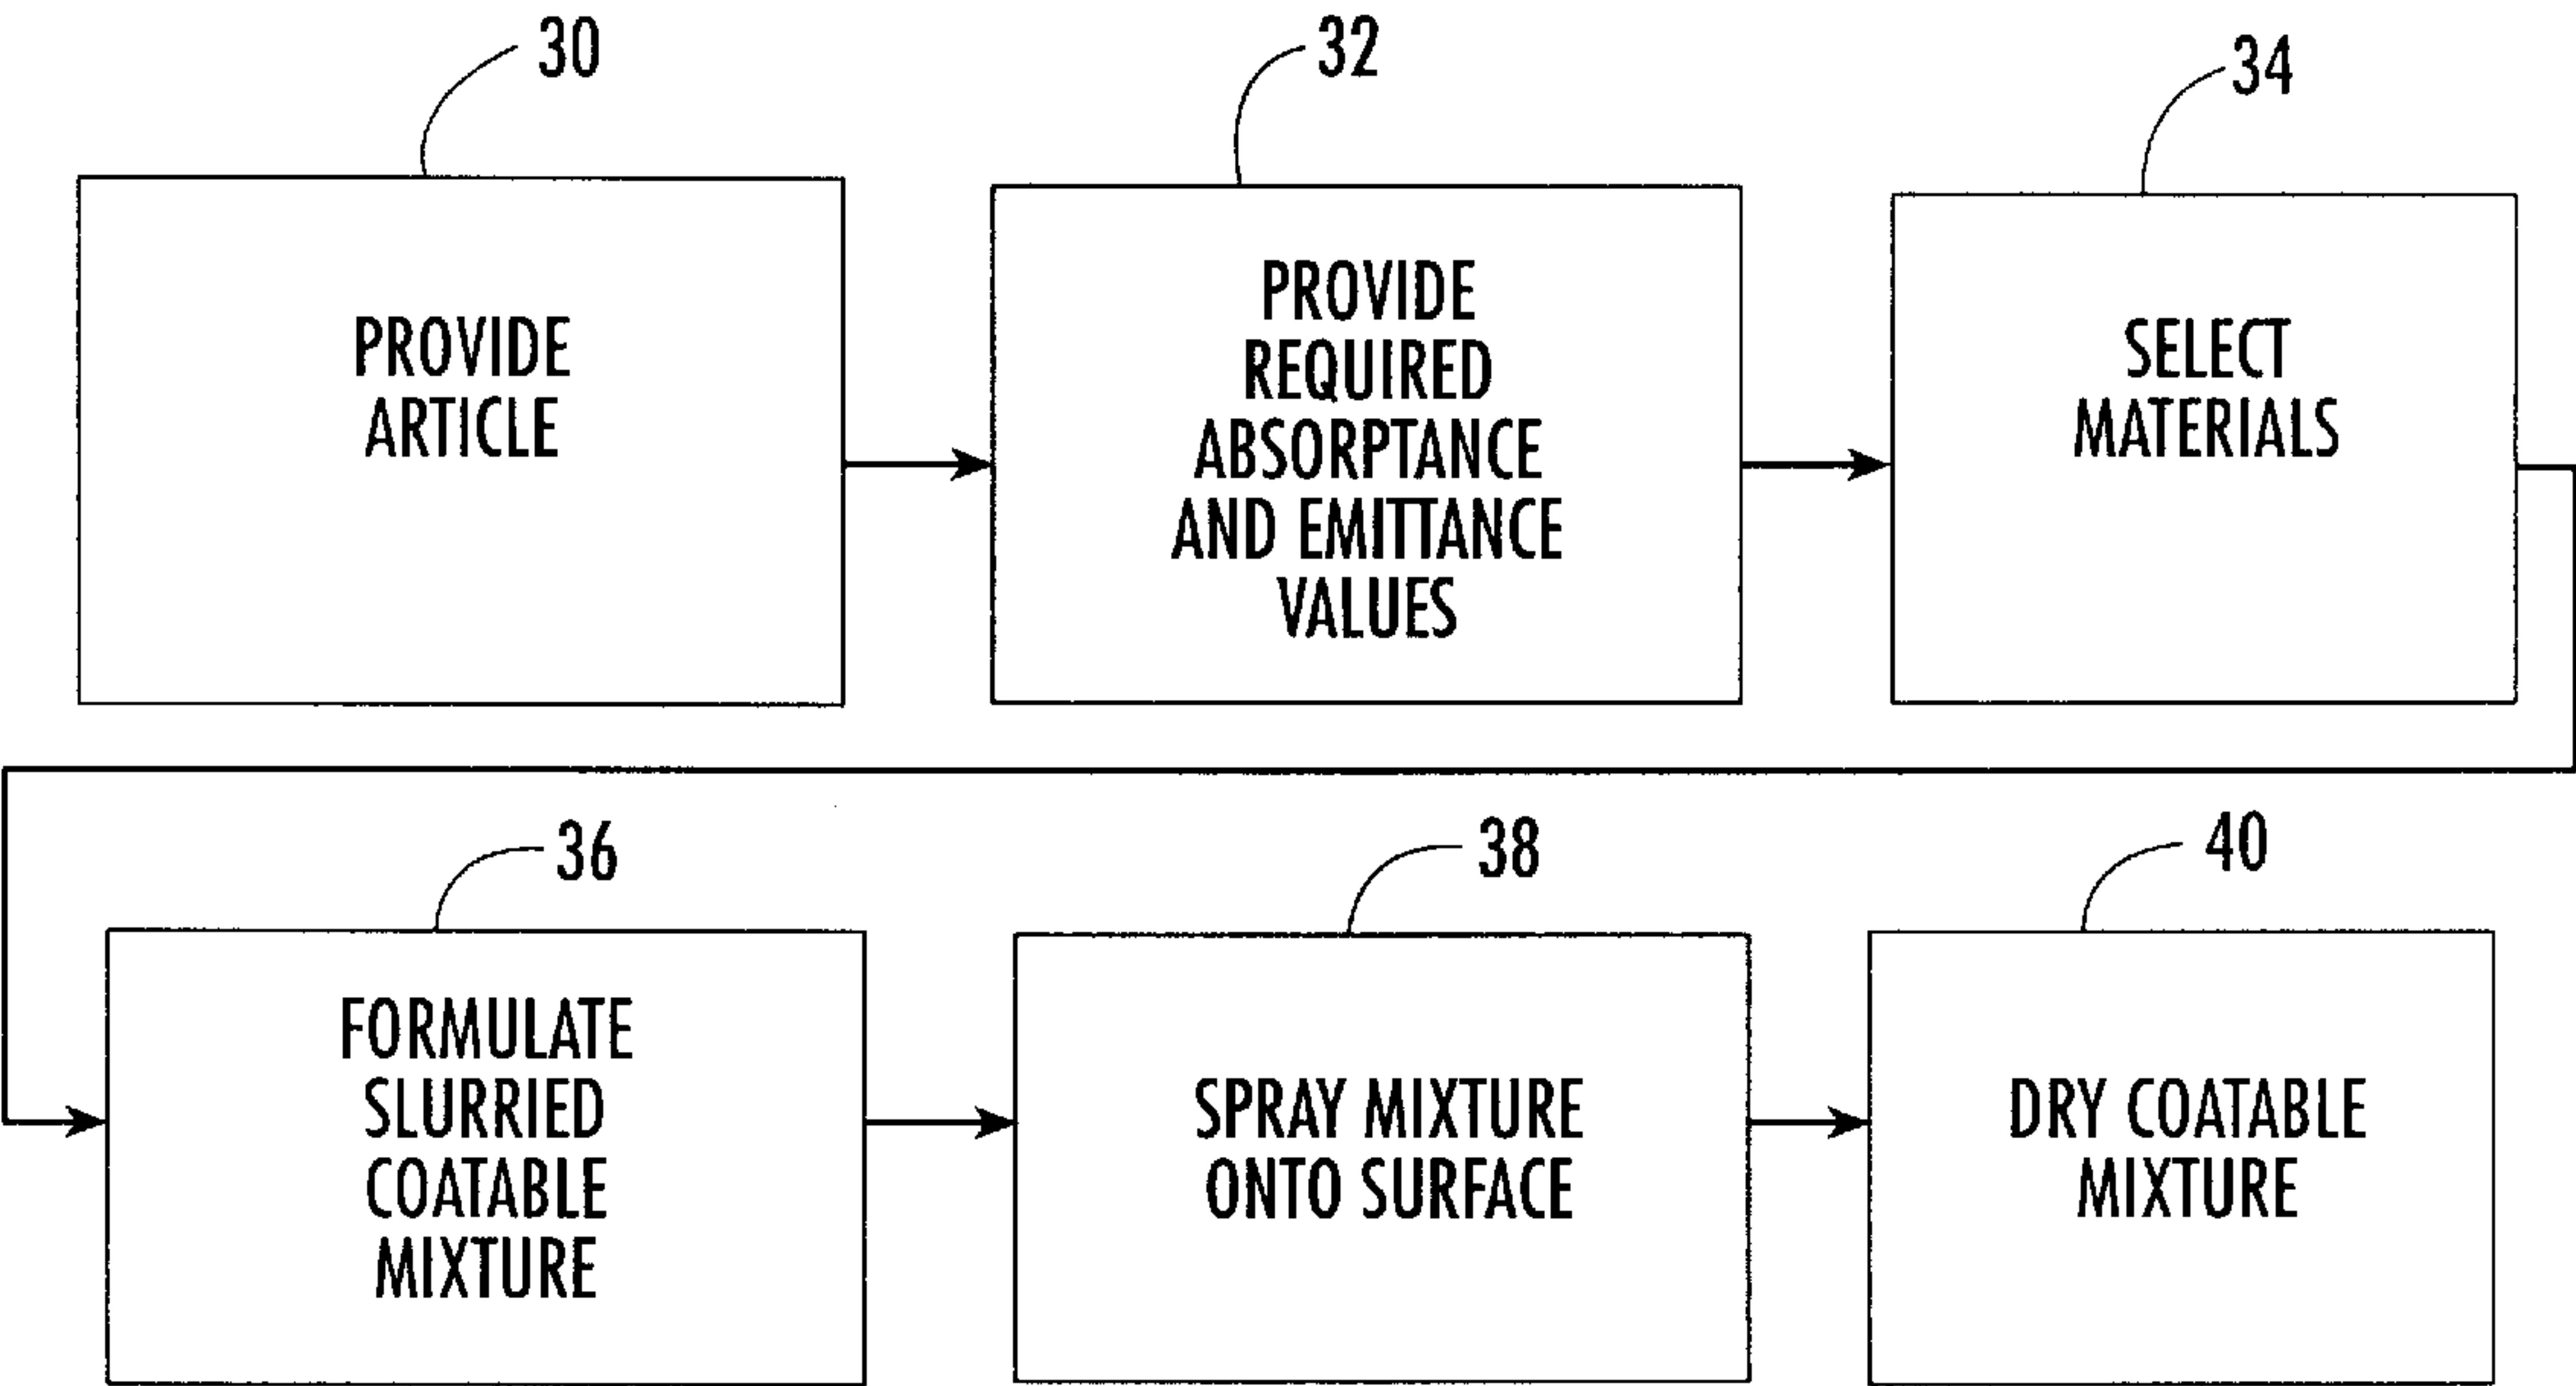 30
32
34
PROVIDE
ARTICLE
PROVIDE
REQUIRED
ABSORPTANCE
AND EMITTANCE
VALUES
SELECT
MATERIALS
36
38
40
FORMULATE
SLURRIED
COATABLE
MIXTURE
SPRAY MIXTURE
ONTO SURFACE
DRY COATABLE
MIXTURE